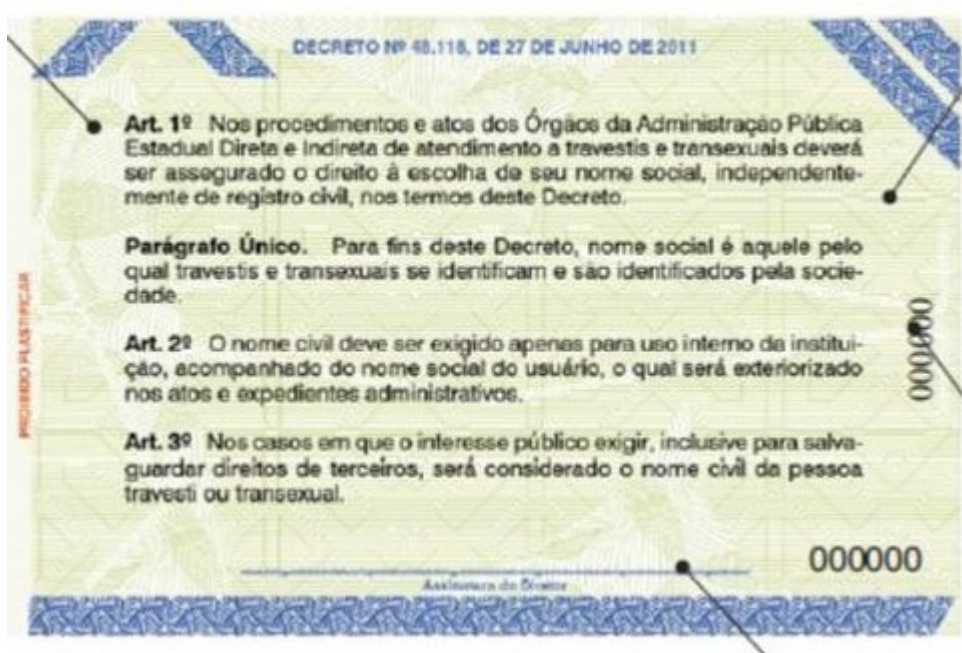 DECRETO Nº 48.118, DE 27 DE JUNHO DE 2011
Art. 1º Nos procedimentos e atos dos Órgãos da Administração Pública
Estadual Direta e Indireta de atendimento a travestis e transexuais deverá
ser assegurado o direito à escolha de seu nome social, independente-
mente de registro civil, nos termos deste Decreto.
Parágrafo Único. Para fins deste Decreto, nome social é aquele pelo
qual travestis e transexuais se identificam e são identificados pela socie-
dade.
Art. 2º O nome civil deve ser exigido apenas para uso interno da institui-
ção, acompanhado do nome social do usuário, o qual será exteriorizado
nos atos e expedientes administrativos.
Art. 3º Nos casos em que o interesse público exigir, inclusive para salva-
guardar direitos de terceiros, será considerado o nome civil da pessoa
travesti ou transexual.
PROIBIDO PLASTIFICAR
000000
000000
Assinatura do Diretor